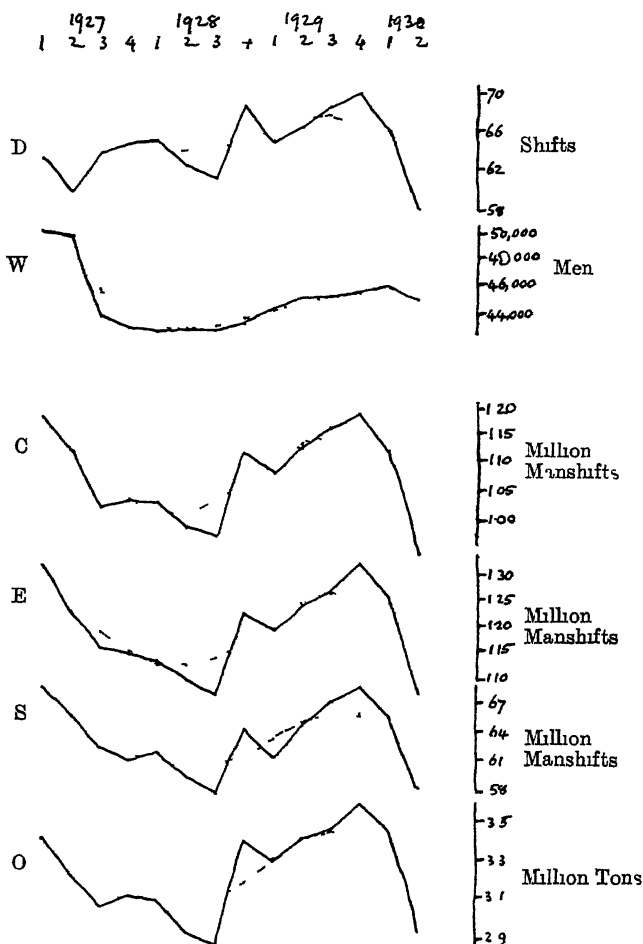 1927 1928 1929 1930
1 2 3 4 1 2 3 4 1 2 3 4 1 2
D
70
66
62
58
Shifts
W
50,000
48000
46,000
44,000
Men
C
1 20
1 15
1 10
1 05
1 00
Million
Manshifts
E
1 30
1 25
1 20
1 15
1 10
Million
Manshifts
S
67
64
61
58
Million
Manshifts
O
3 5
3 3
3 1
2 9
Million Tons